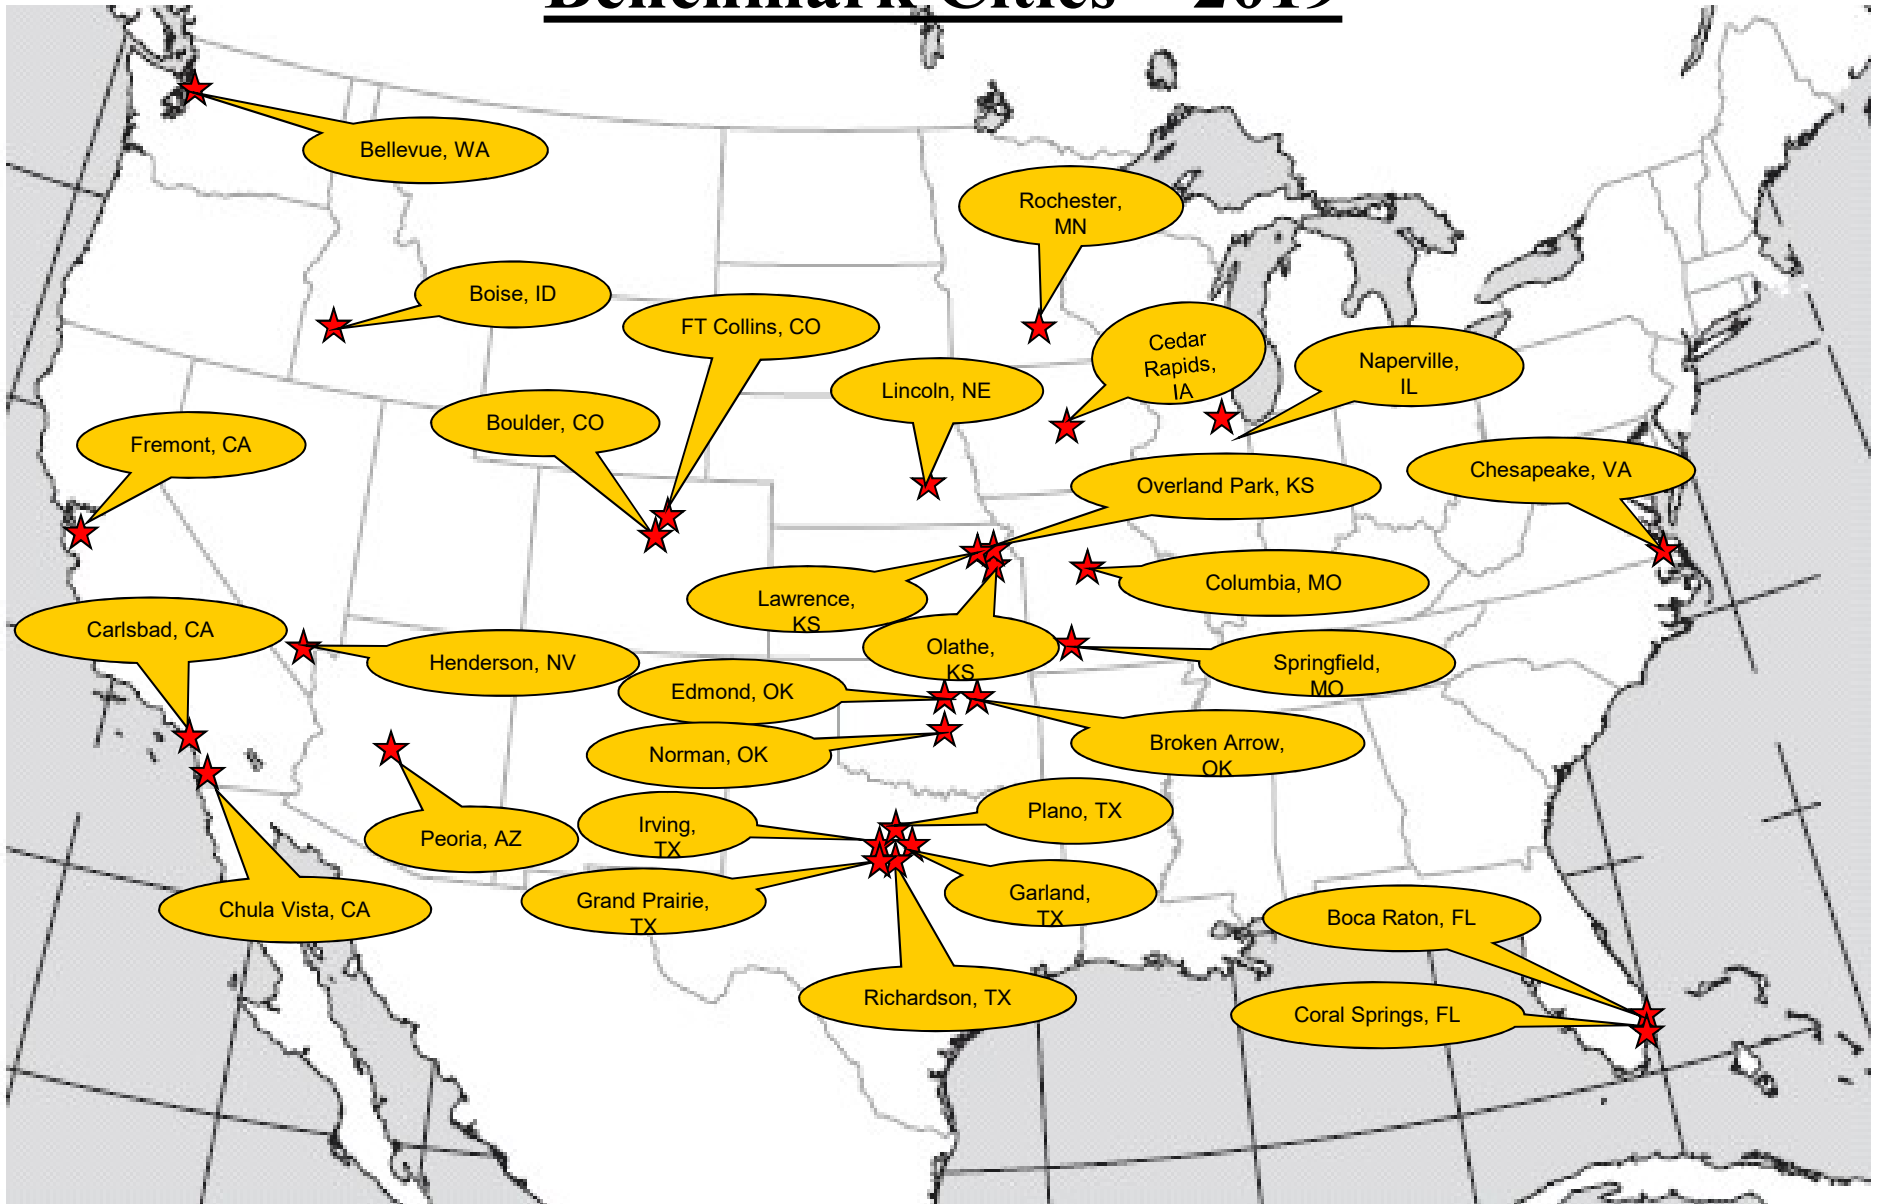 Benchmark Cities – 2019
Bellevue, WA
Rochester,
MN
Boise, ID
FT Collins, CO
Cedar
Rapids,
IA
Naperville,
IL
Lincoln, NE
Boulder, CO
Fremont, CA
Chesapeake, VA
Overland Park, KS
Columbia, MO
Lawrence,
KS
Carlsbad, CA
Olathe,
KS
Henderson, NV
Springfield,
MO
Edmond, OK
Norman, OK
Broken Arrow,
OK
Plano, TX
Irving,
TX
Peoria, AZ
Grand Prairie,
TX
Garland,
TX
Chula Vista, CA
Boca Raton, FL
Richardson, TX
Coral Springs, FL